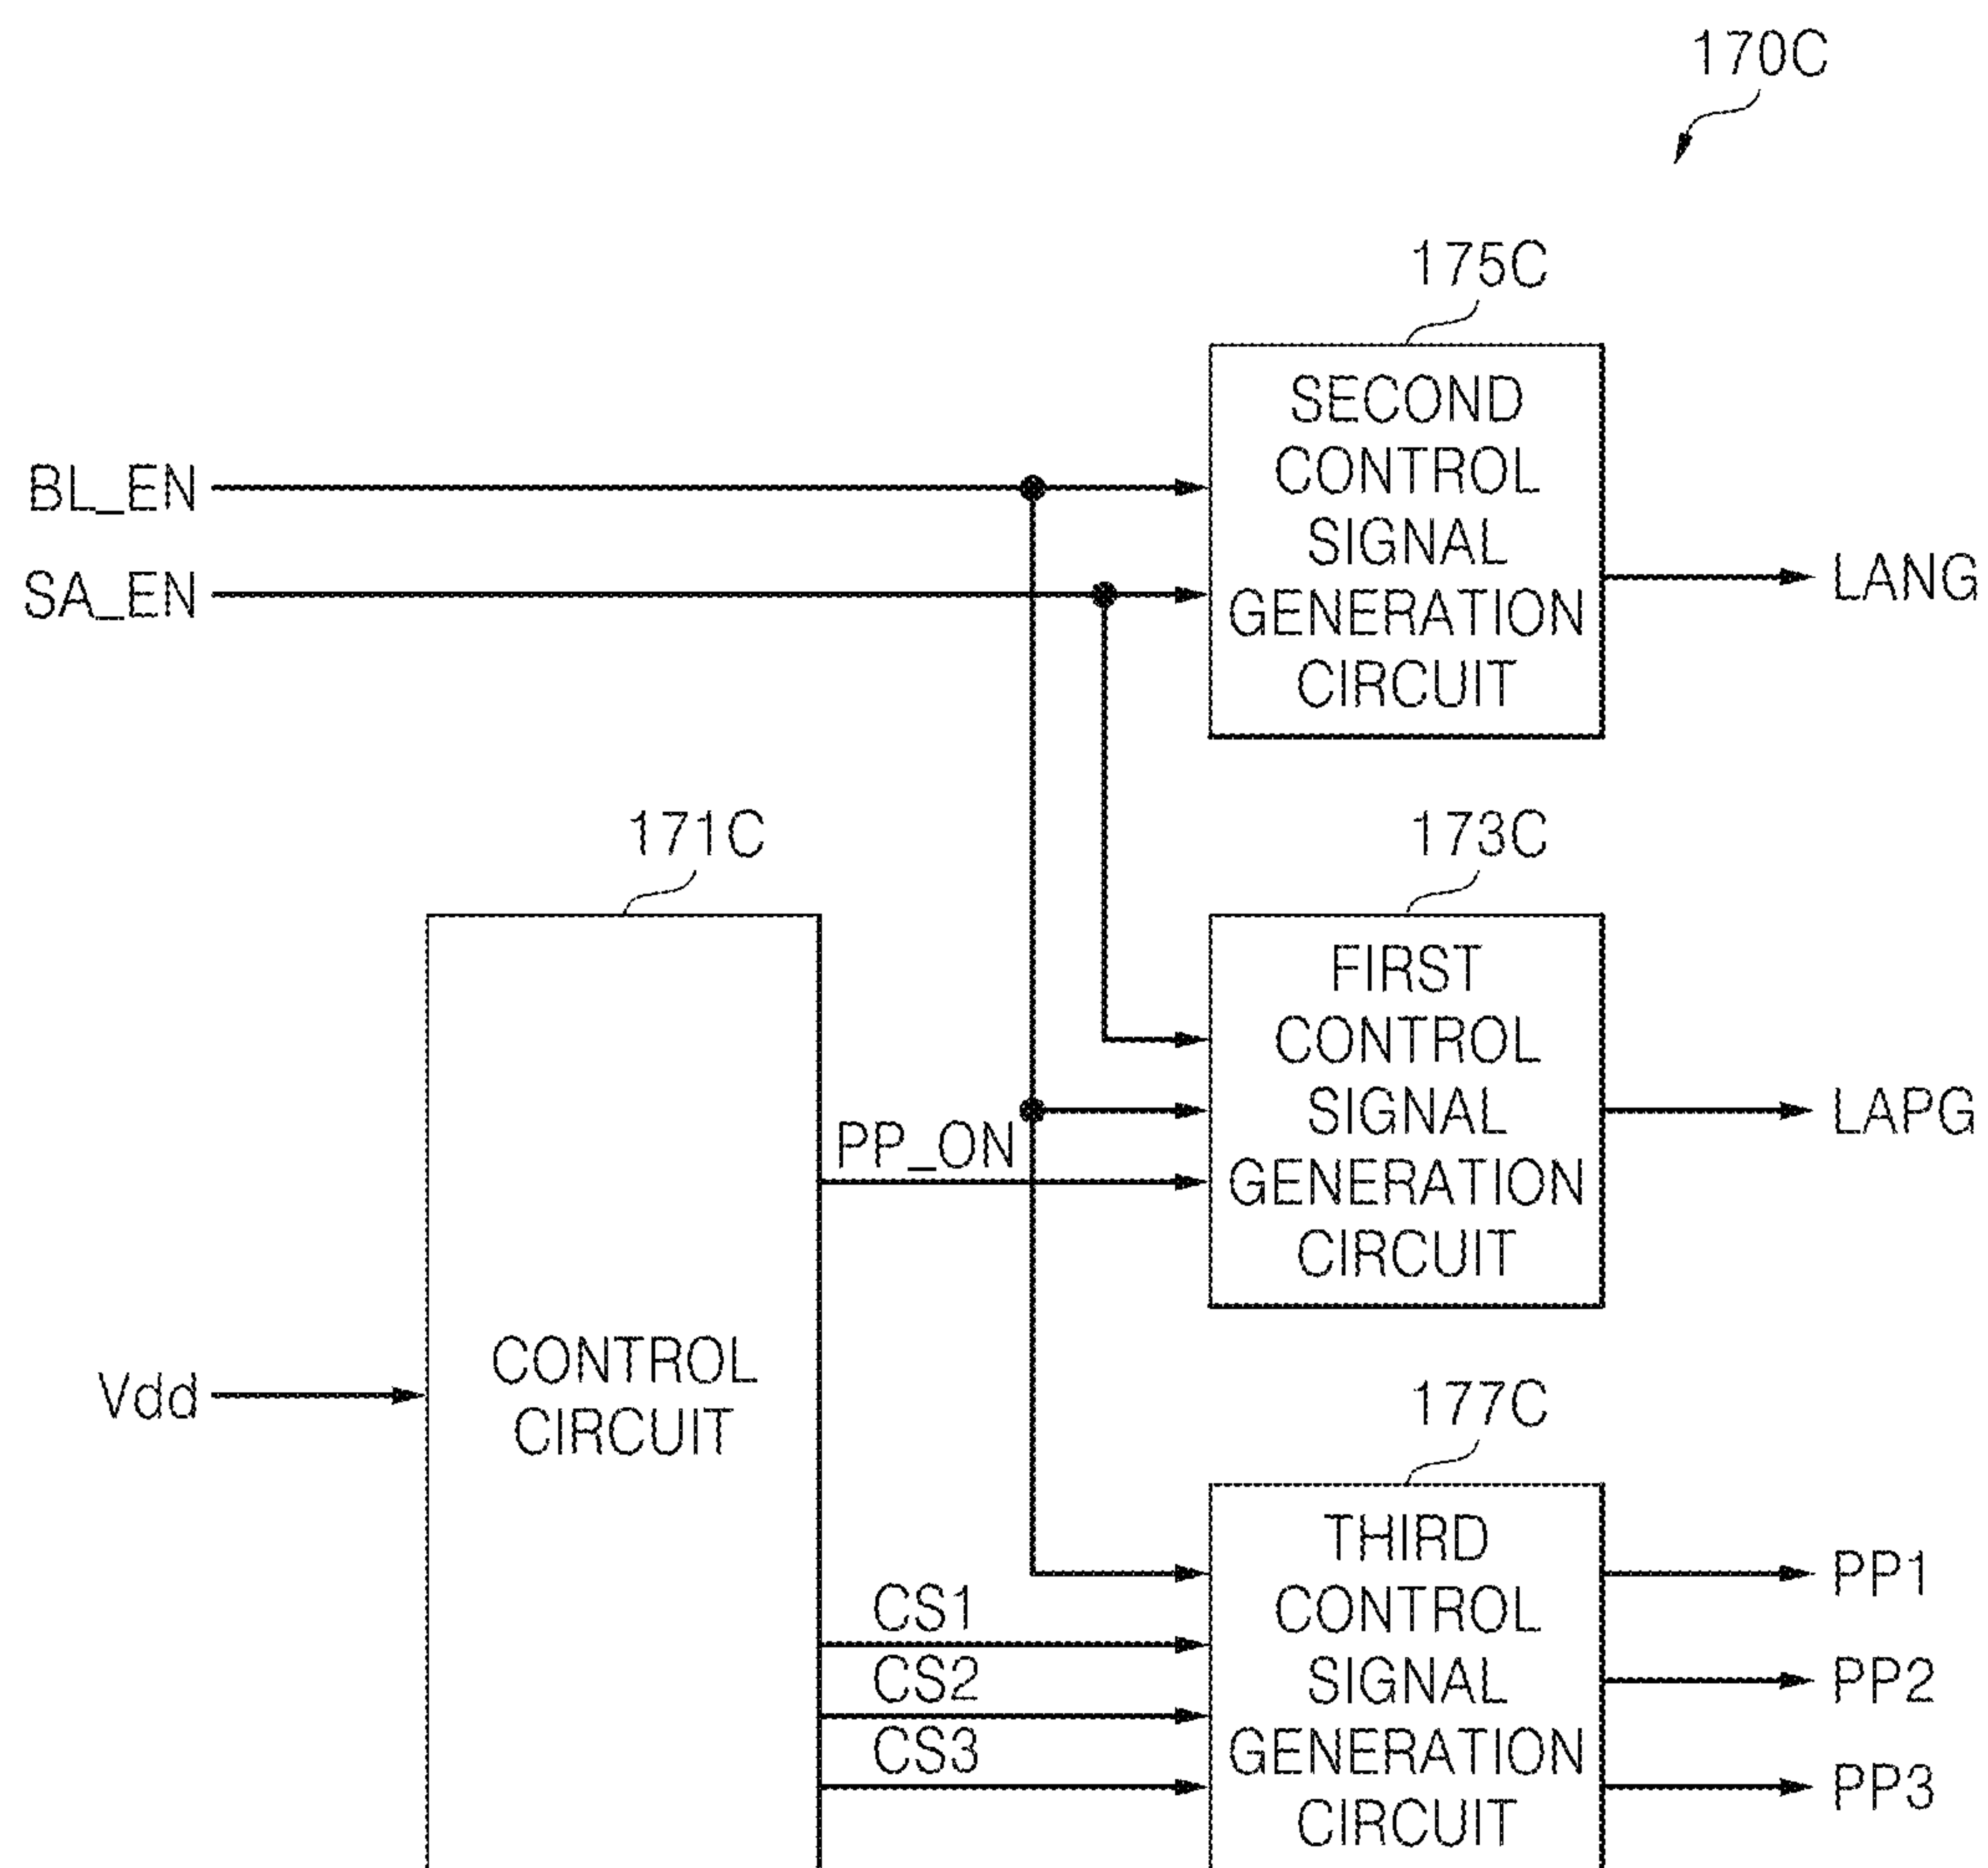 170C
175C
SECOND
CONTROL
SIGNAL
GENERATION
CIRCUIT
BL_EN
SA_EN
LANG
171C
173C
FIRST
CONTROL
SIGNAL
GENERATION
CIRCUIT
PP_ON
LAPG
Vdd
CONTROL
CIRCUIT
177C
THIRD
CONTROL
SIGNAL
GENERATION
CIRCUIT
CS1
CS2
CS3
PP1
PP2
PP3